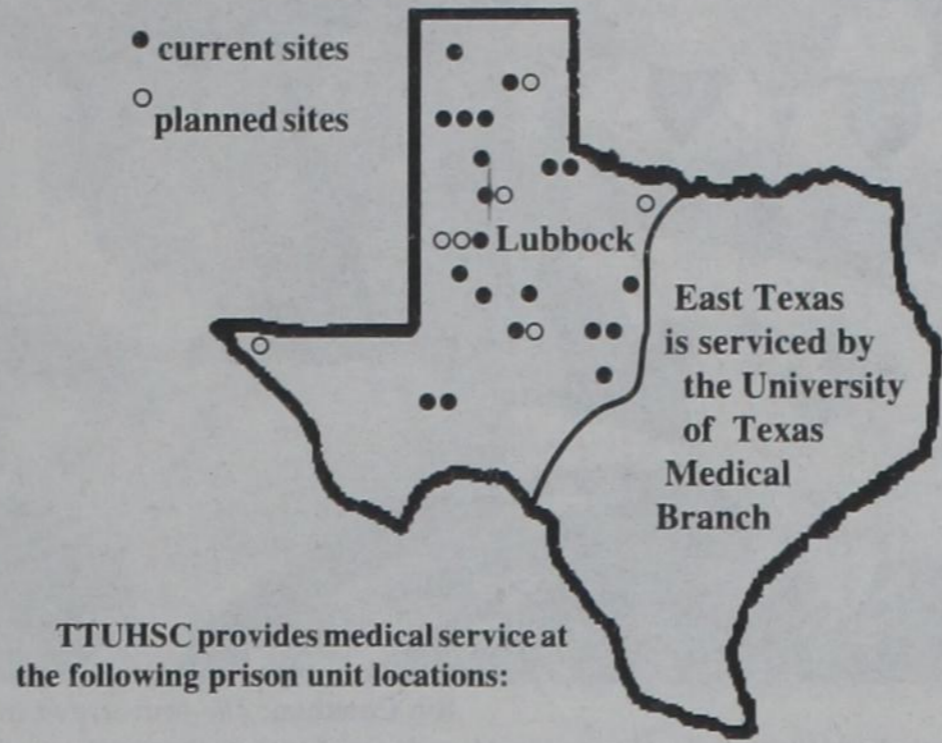 current sites
planned sites
Lubbock
East Texas
is serviced by
the University
of Texas
Medical
Branch
TTUHSC provides medical service at
the following prison unit locations: